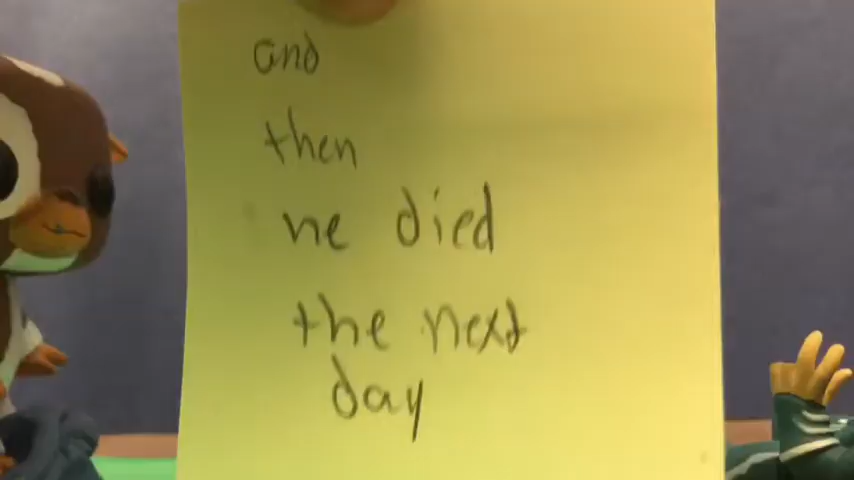 and
then
he died
the next
day